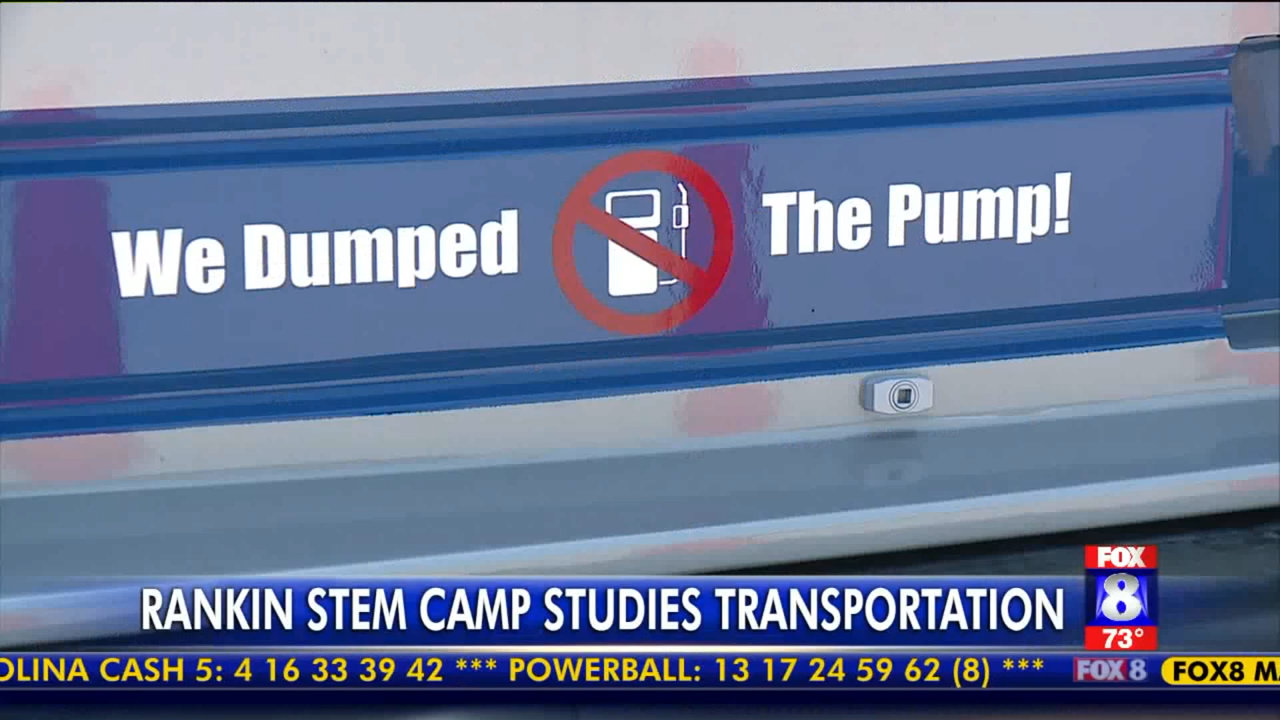 We Dumped The Pump!
RANKIN STEM CAMP STUDIES TRANSPORTATION
FOX
8
73°
OLINA CASH 5: 4 16 33 39 42 *** POWERBALL: 13 17 24 59 62 (8) *** FOX 8 FOX8 MA